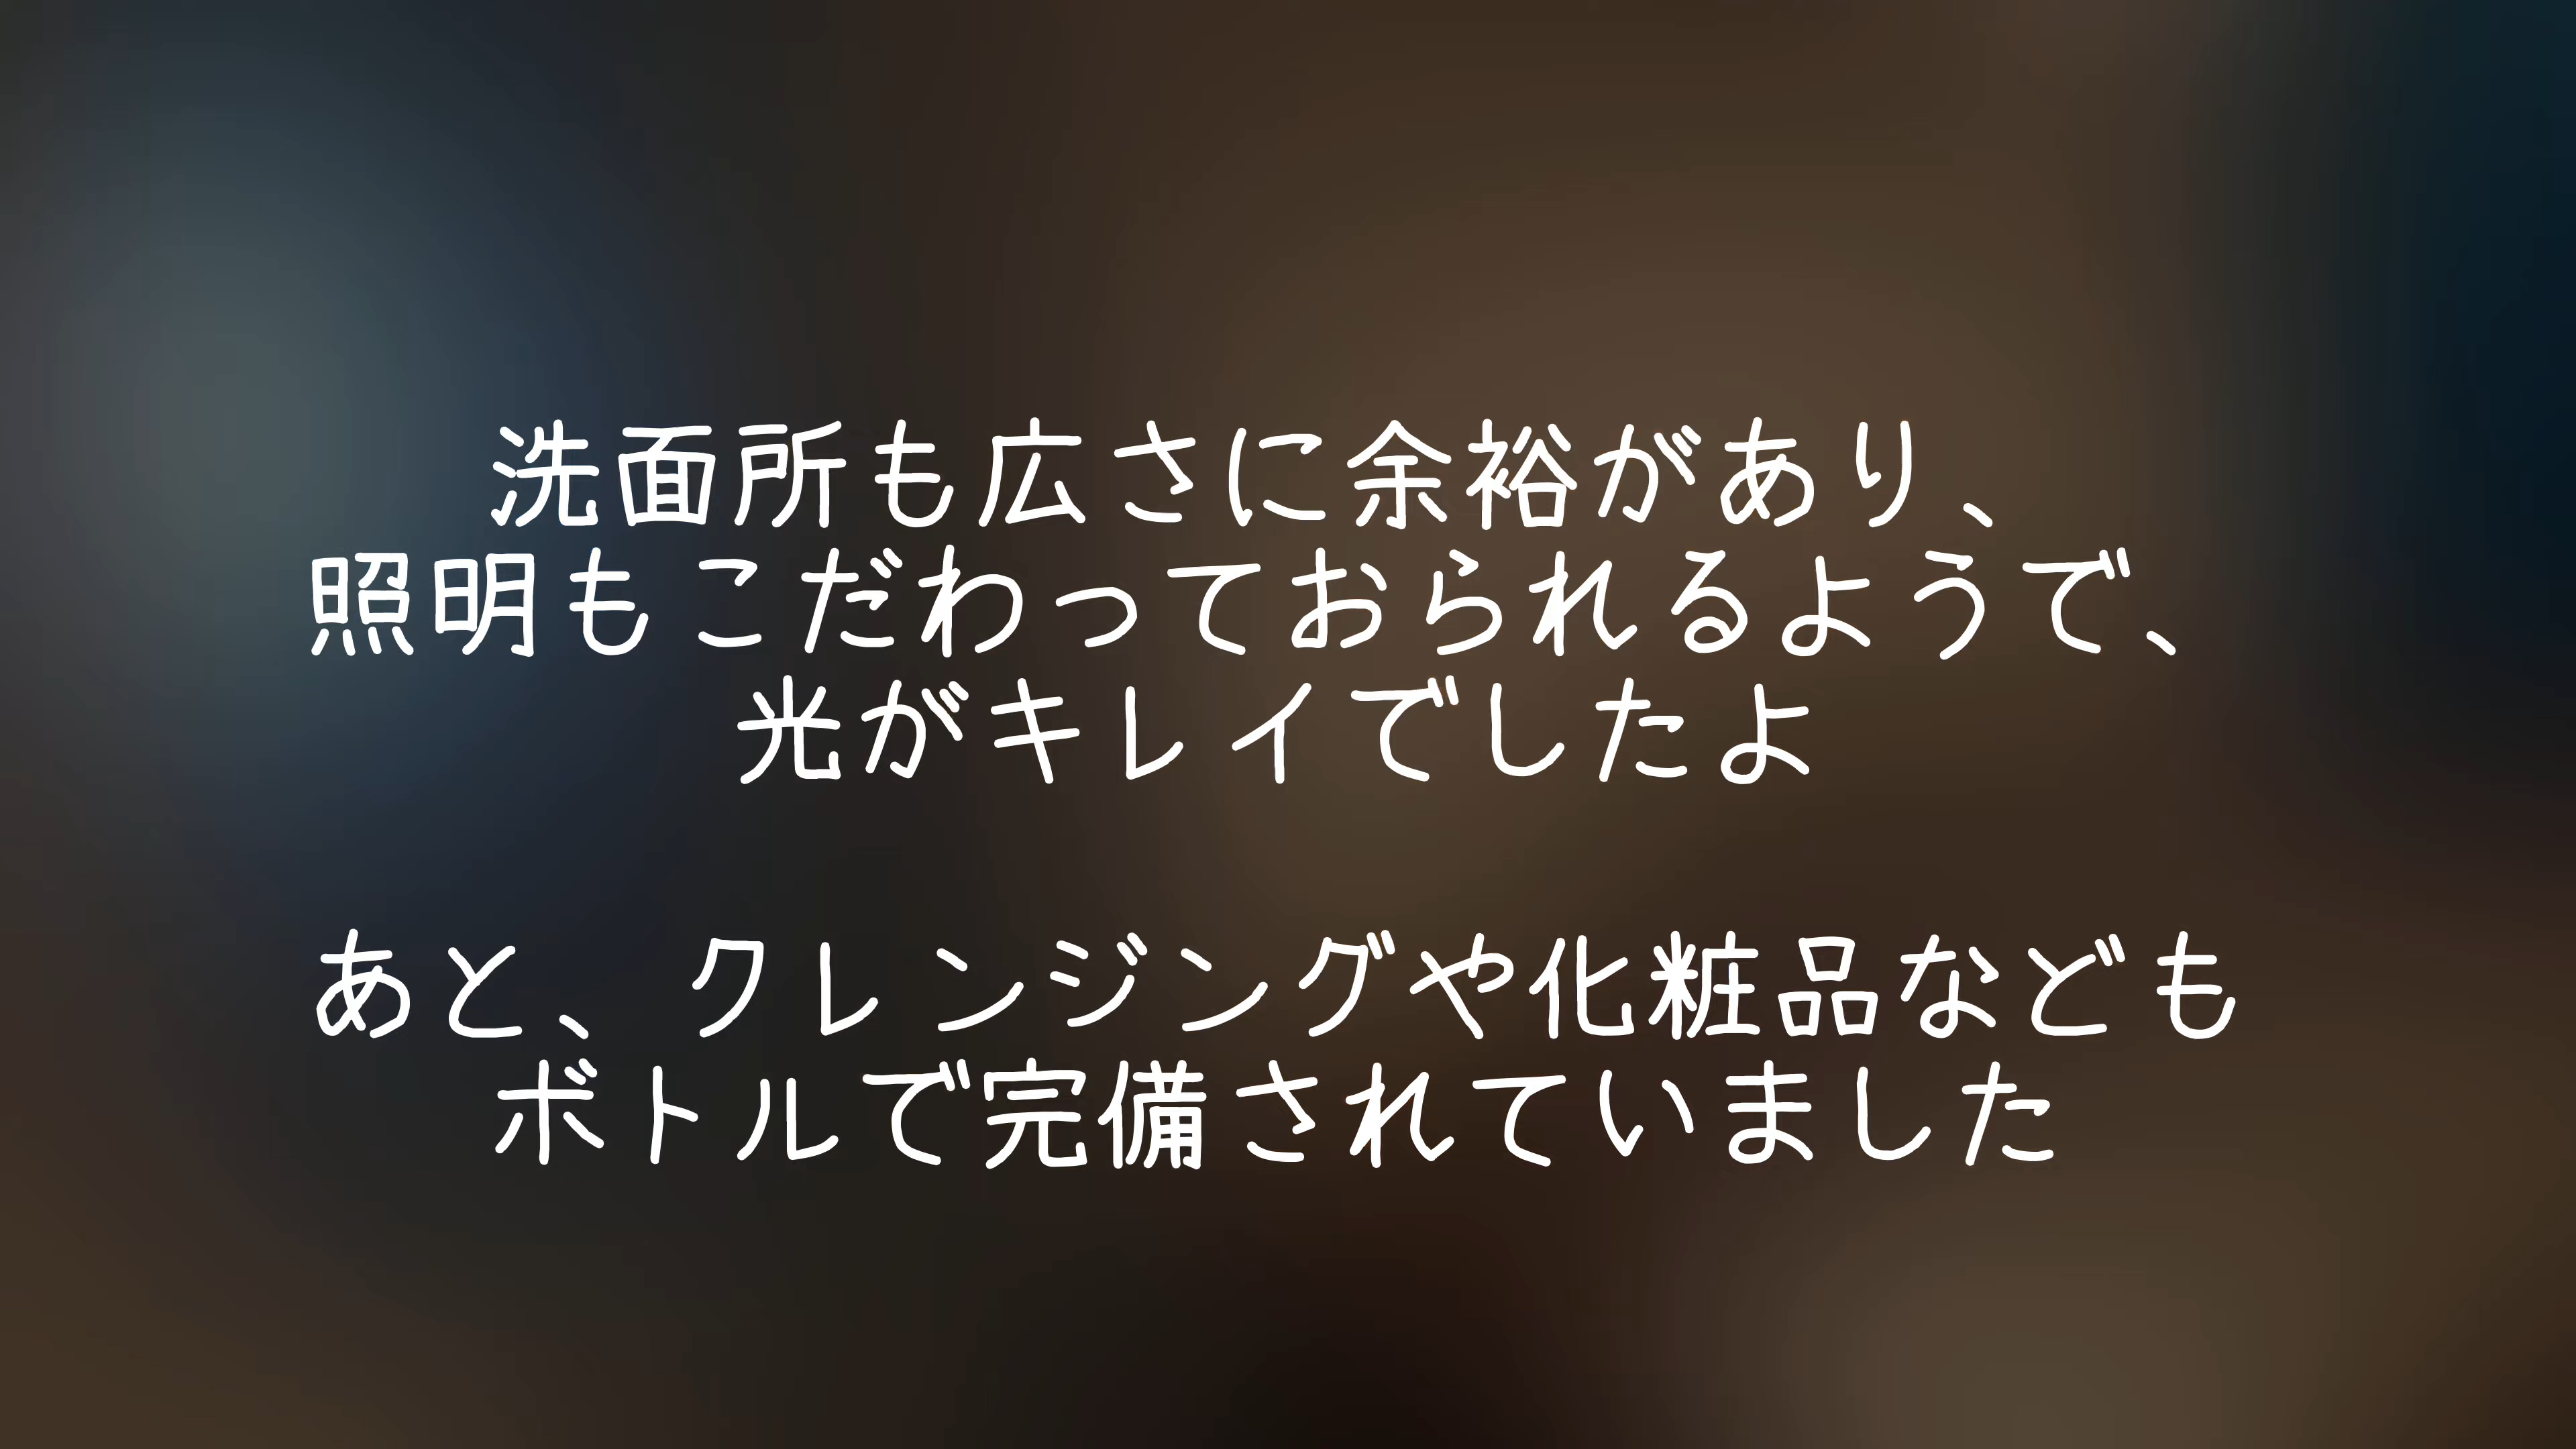 洗面所も広さに余裕があり、
照明もこだわっておられるようで、
光がキレイでしたよ
あと、クレンジングや化粧品なども
ボトルで完備されていました